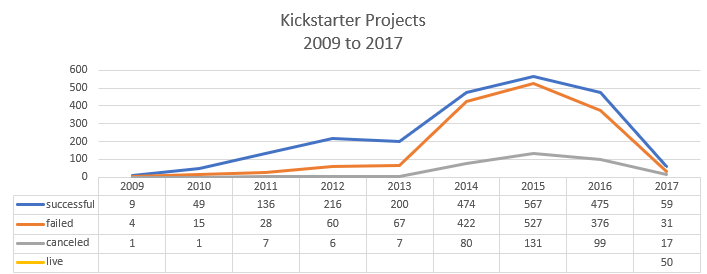 Kickstarter Projects
2009 to 2017
600
500
400
300
200
100
0
2009 2010 2011 2012 2013 2014 2015 2016 2017
successful 9 49 136 216 200 474 567 475 59
failed 4 15 28 60 67 422 527 376 31
canceled 1 1 7 6 7 80 131 99 17
live 50